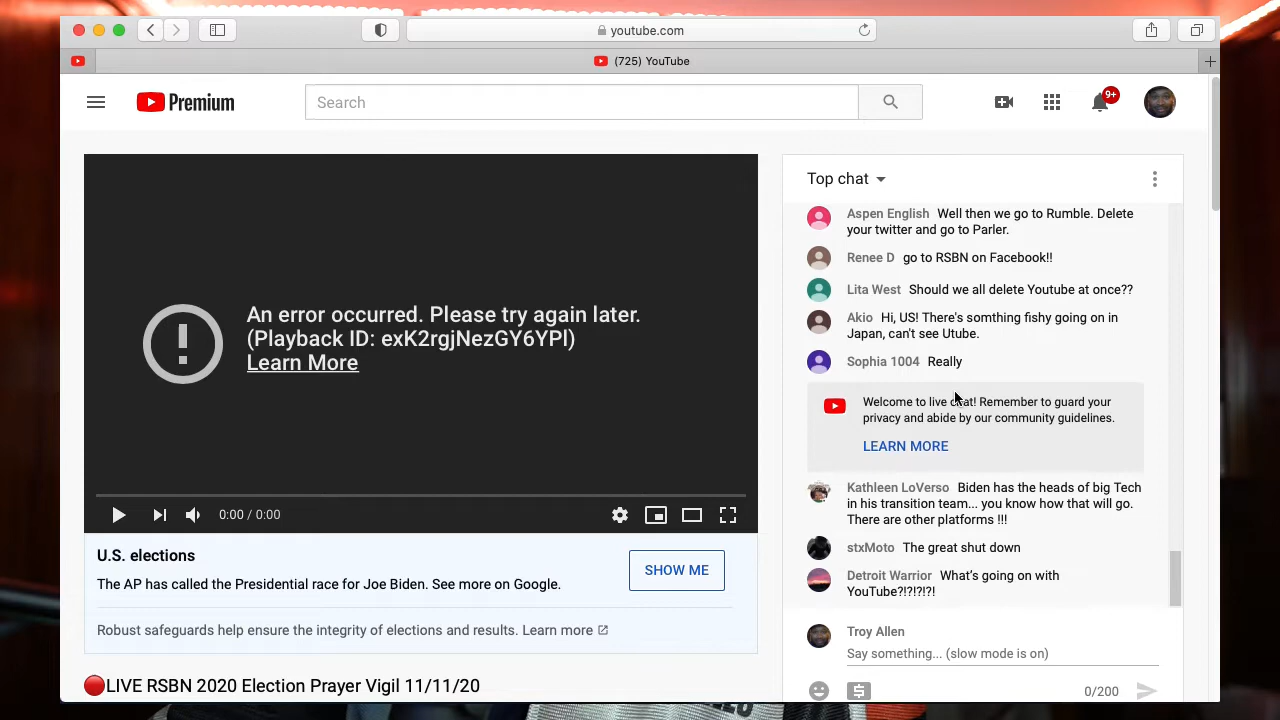 youtube.com
(725) YouTube
Premium
Search
9+
An error occurred. Please try again later.
(Playback ID: exK2rgjNezGY6YPl)
Learn More
0:00 / 0:00
U.S. elections
The AP has called the Presidential race for Joe Biden. See more on Google.
SHOW ME
Robust safeguards help ensure the integrity of elections and results. Learn more
LIVE RSBN 2020 Election Prayer Vigil 11/11/20
Top chat
Aspen English Well then we go to Rumble. Delete
your twitter and go to Parler.
Renee D go to RSBN on Facebook!!
Lita West Should we all delete Youtube at once??
Akio Hi, US! There's somthing fishy going on in
Japan, can't see Utube.
Sophia 1004 Really
Welcome to live chat! Remember to guard your
privacy and abide by our community guidelines.
LEARN MORE
Kathleen LoVerso Biden has the heads of big Tech
in his transition team... you know how that will go.
There are other platforms !!!
stxMoto The great shut down
Detroit Warrior What's going on with
YouTube?!?!?!?!
Troy Allen
Say something... (slow mode is on)
0/200